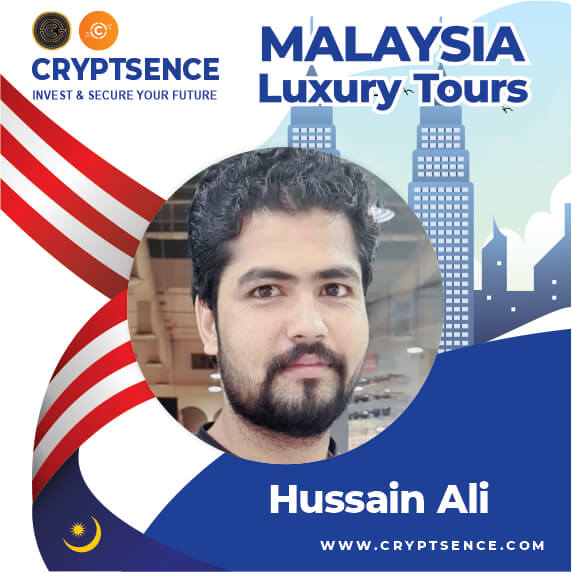 CRYPTSENCE
INVEST & SECURE YOUR FUTURE
MALAYSIA
Luxury Tours
Hussain Ali
WWW.CRYPTSENCE.COM